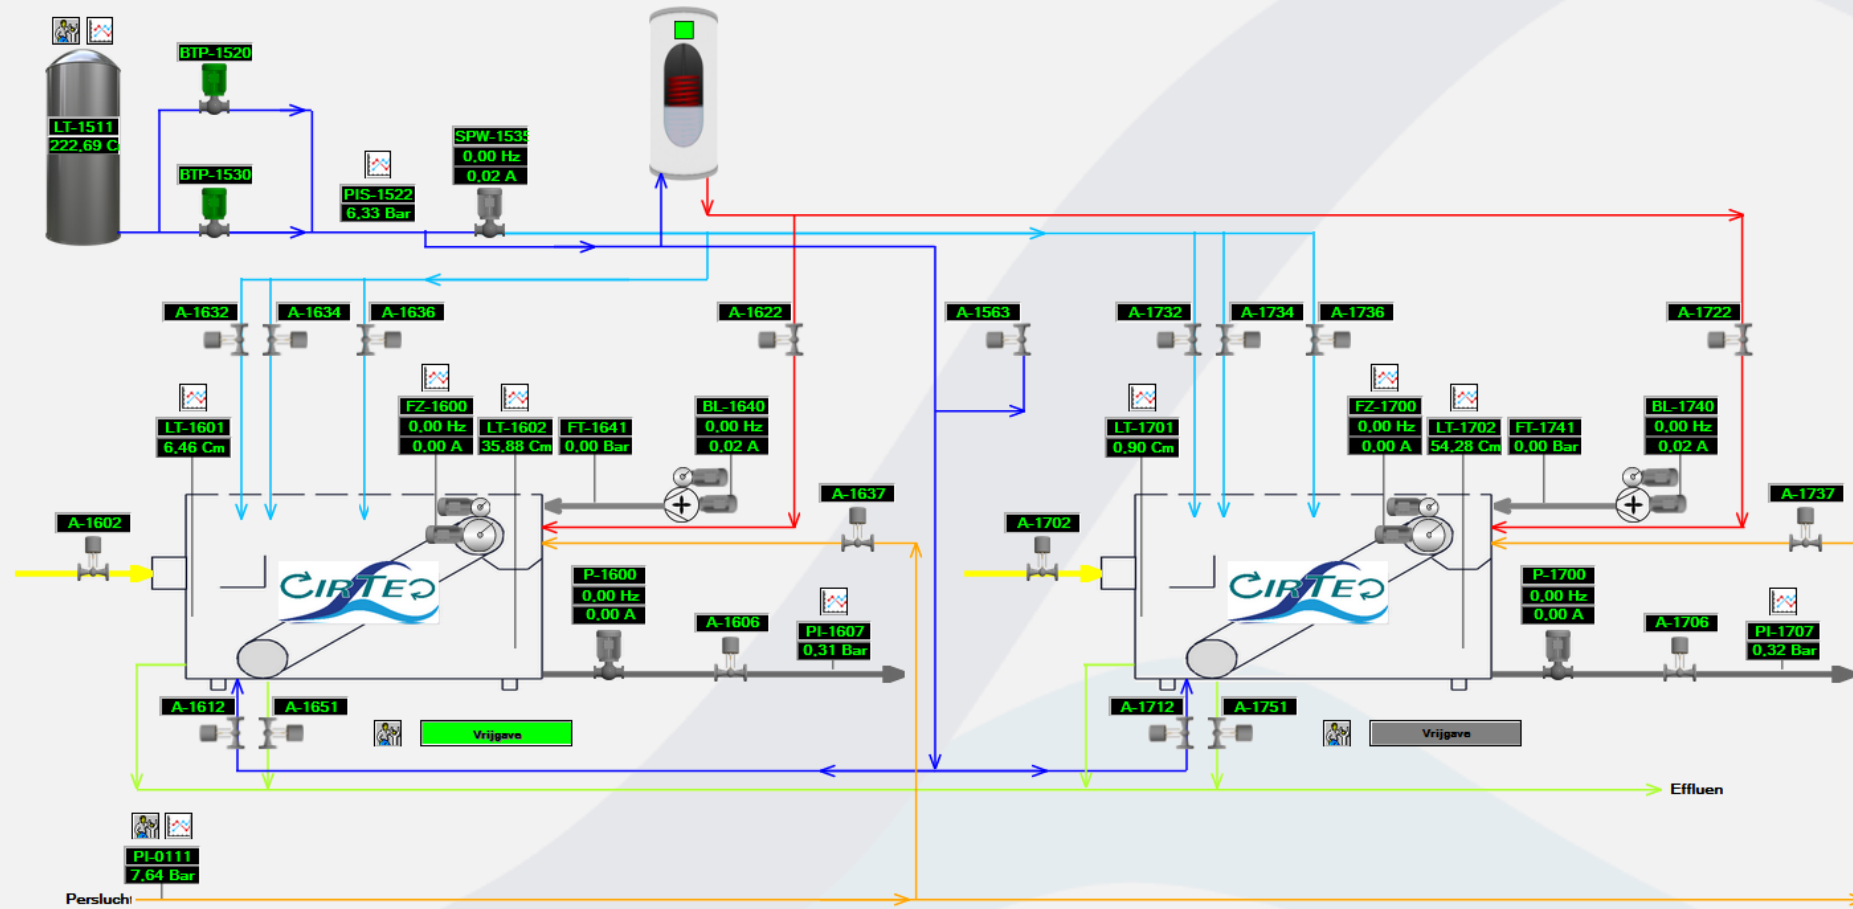 BTP-1520
LT-1511
222,69 C
BTP-1530
PIS-1522
6,33 Bar
SPW-1535
0,00 Hz
0,02 A
A-1632
A-1634
A-1636
A-1622
A-1563
A-1732
A-1734
A-1736
A-1722
LT-1601
6,46 Cm
FZ-1600
0,00 Hz
0,00 A
LT-1602
35,88 Cm
FT-1641
0,00 Bar
BL-1640
0,00 Hz
0,02 A
LT-1701
0,90 Cm
FZ-1700
0,00 Hz
0,00 A
LT-1702
54,28 Cm
FT-1741
0,00 Bar
BL-1740
0,00 Hz
0,02 A
A-1602
A-1637
A-1702
A-1737
CIRTEC
CIRTEC
P-1600
0,00 Hz
0,00 A
A-1606
PI-1607
0,31 Bar
P-1700
0,00 Hz
0,00 A
A-1706
PI-1707
0,32 Bar
A-1612
A-1651
Vrijgave
A-1712
A-1751
Vrijgave
Effluen
PI-0111
7,64 Bar
Perslucht